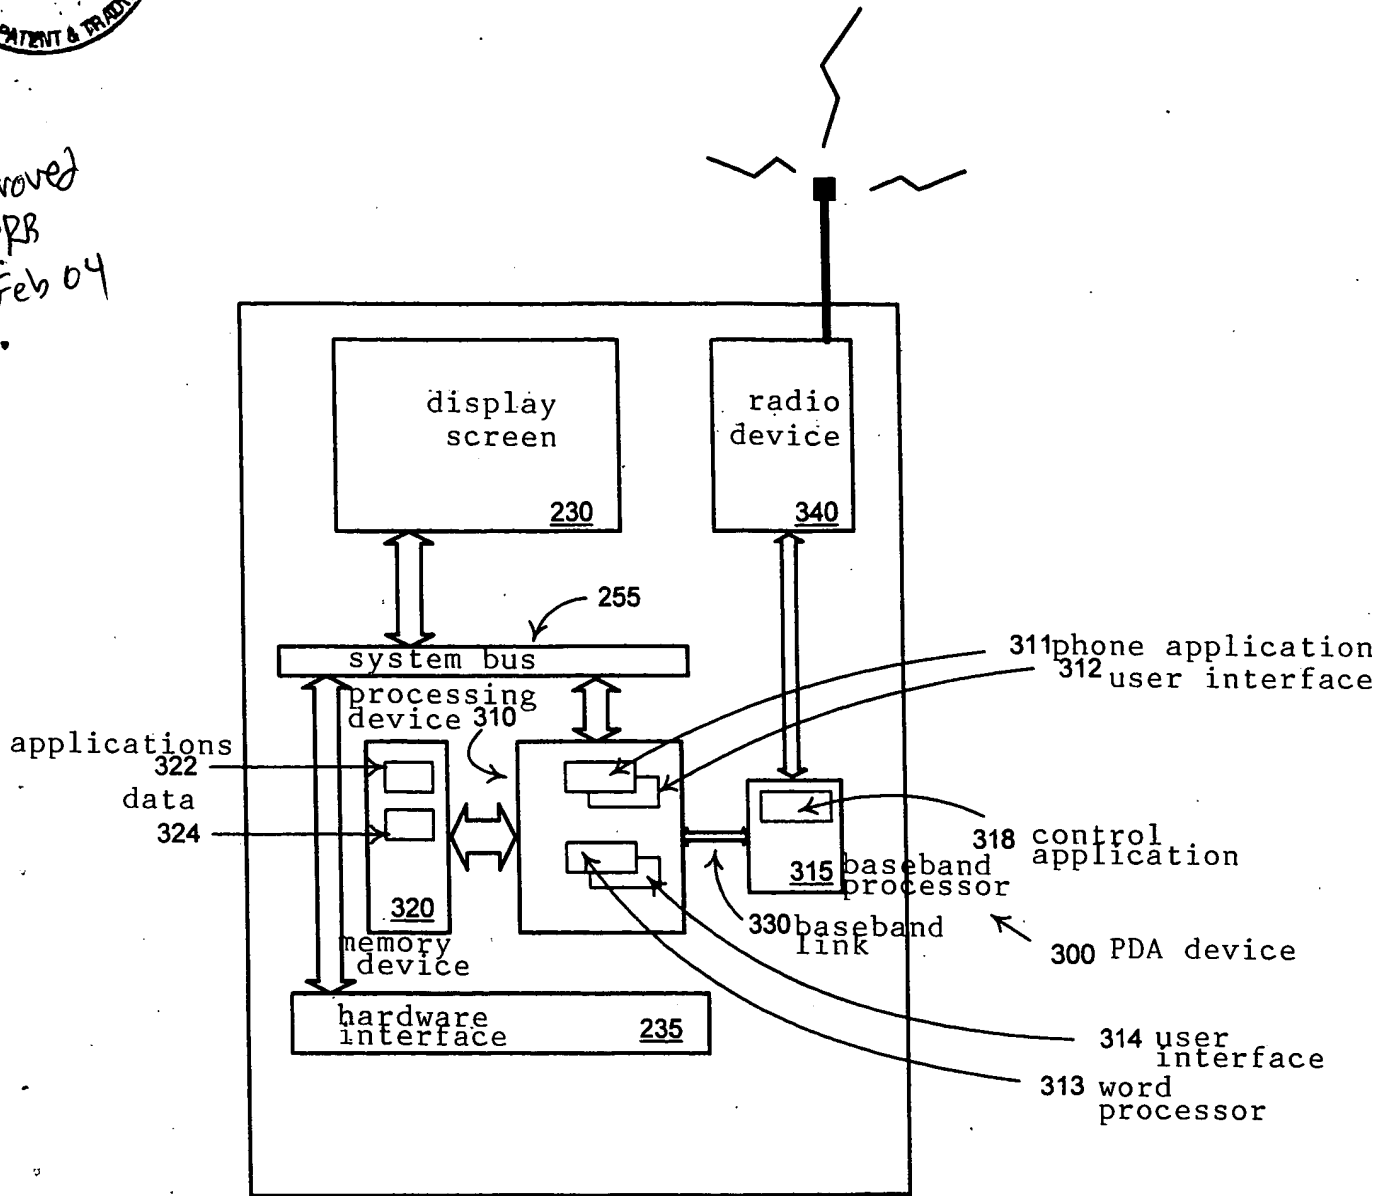 PATENT & TRAD
roved
Feb 04
display
screen
230
radio
device
340
255
system bus
processing
device 310
311 phone application
312 user interface
applications
322
data
324
318 control
application
315 baseband
processor
320
memory
device
330 baseband
link
300 PDA device
hardware
interface 235
314 user
interface
313 word
processor